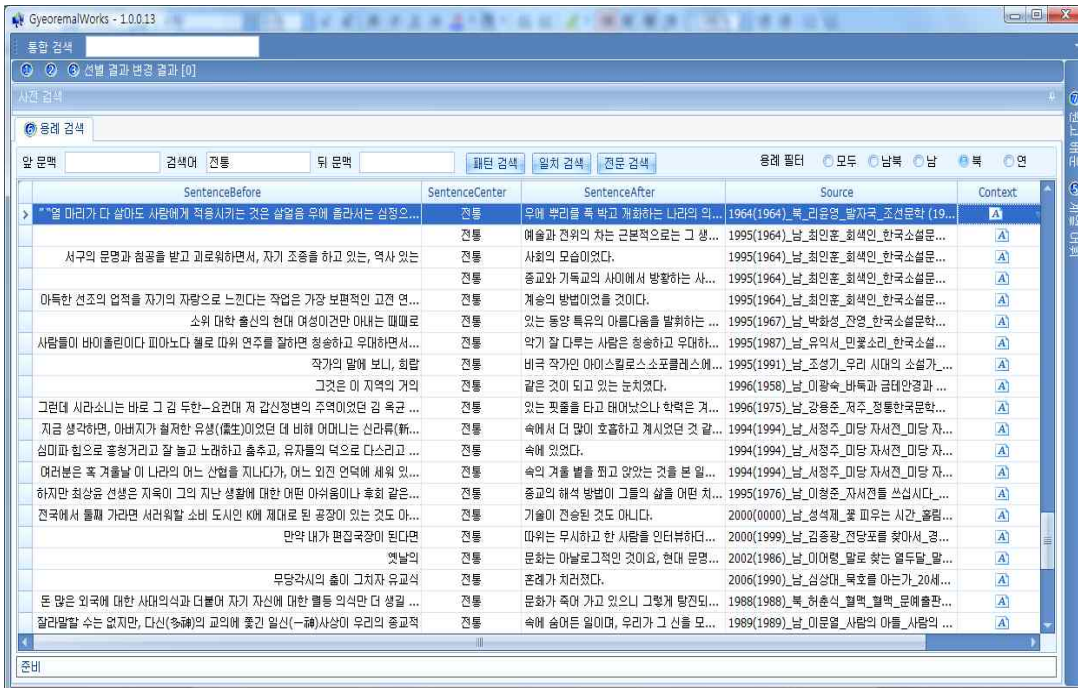 GyeoremalWorks - 1.0.0.13
통합 검색
① ② ③ 선별 결과 변경 결과 [0]
사전 검색
⑥ 용례 검색
앞 문맥 검색어 전통 뒤 문맥 패턴 검색 일치 검색 전문 검색 용례 필터 모두 남북 남 북 연
SentenceBefore SentenceCenter SentenceAfter Source Context
" "열 마리가 다 살아도 사람에게 적용시키는 것은 살얼음 우에 올라서는 심정으... 전통 우에 뿌리를 푹 박고 개화하는 나라의 의... 1964(1964)_북_리윤영_발자국_조선문학 (19...
전통 예술과 전위의 차는 근본적으로는 그 생... 1995(1964)_남_최인훈_회색인_한국소설문...
서구의 문명과 침공을 받고 괴로워하면서, 자기 조종을 하고 있는, 역사 있는 전통 사회의 모습이었다. 1995(1964)_남_최인훈_회색인_한국소설문...
전통 종교와 기독교의 사이에서 방황하는 사... 1995(1964)_남_최인훈_회색인_한국소설문...
아득한 선조의 업적을 자기의 자랑으로 느낀다는 작업은 가장 보편적인 고전 연... 전통 계승의 방법이었을 것이다. 1995(1964)_남_최인훈_회색인_한국소설문...
소위 대학 출신의 현대 여성이건만 아내는 때때로 전통 있는 동양 특유의 아름다움을 발휘하는 ... 1995(1967)_남_박화성_잔영_한국소설문학...
사람들이 바이올린이다 피아노다 첼로 따위 연주를 잘하면 칭송하고 우대하면서... 전통 악기 잘 다루는 사람은 칭송하고 우대하... 1995(1987)_남_유익서_민꽃소리_한국소설...
작가의 말에 보니, 희랍 전통 비극 작가인 아이스킬로스소포클레스에... 1995(1991)_남_조성기_우리 시대의 소설가_...
그것은 이 지역의 거의 전통 같은 것이 되고 있는 눈치였다. 1996(1958)_남_이광숙_바둑과 금테안경과 ...
그런데 시라소니는 바로 그 김 두한—요컨대 저 갑신정변의 주역이었던 김 옥균 ... 전통 있는 핏줄을 타고 태어났으나 학력은 겨... 1996(1975)_남_강용준_저주_정통한국문학...
지금 생각하면, 아버지가 철저한 유생(儒生)이었던 데 비해 어머니는 신라류(新... 전통 속에서 더 많이 호흡하고 계시었던 것 같... 1994(1994)_남_서정주_미당 자서전_미당 자...
심미파 힘으로 흥청거리고 잘 놀고 노래하고 춤추고, 유자들의 덕으로 다스리고 ... 전통 속에 있었다. 1994(1994)_남_서정주_미당 자서전_미당 자...
여러분은 혹 겨울날 이 나라의 어느 산협을 지나다가, 어느 외진 언덕에 세워 있... 전통 속의 겨울 볕을 쬐고 앉았는 것을 본 일... 1994(1994)_남_서정주_미당 자서전_미당 자...
하지만 최상윤 선생은 지욱이 그의 지난 생활에 대한 어떤 아쉬움이나 후회 같은... 전통 종교의 해석 방법이 그들의 삶을 어떤 치... 1995(1976)_남_이청준_자서전들 쓰십시다_...
전국에서 둘째 가라면 서러워할 소비 도시인 K에 제대로 된 공장이 있는 것도 아... 전통 기술이 전승된 것도 아니다. 2000(0000)_남_성석제_꽃 피우는 시간_홀림...
만약 내가 편집국장이 된다면 전통 따위는 무시하고 한 사람을 인터뷰하더... 2000(1999)_남_김종광_전당포를 찾아서_경...
옛날의 전통 문화는 아날로그적인 것이요, 현대 문명... 2002(1986)_남_이어령_말로 찾는 열두달_말...
무당각시의 춤이 그치자 유교식 전통 혼례가 치러졌다. 2006(1990)_남_심상대_묵호를 아는가_20세...
돈 많은 외국에 대한 사대의식과 더불어 자기 자신에 대한 렬등 의식만 더 생길 ... 전통 문화가 죽어 가고 있으니 그렇게 탕진되... 1988(1988)_북_허춘식_혈맥_혈맥_문예출판...
잘라말할 수는 없지만, 다신(多神)의 교의에 쫓긴 일신(一神)사상이 우리의 종교적 전통 속에 숨어든 일이며, 우리가 그 신을 모... 1989(1989)_남_이문열_사람의 아들_사람의 ...
준비